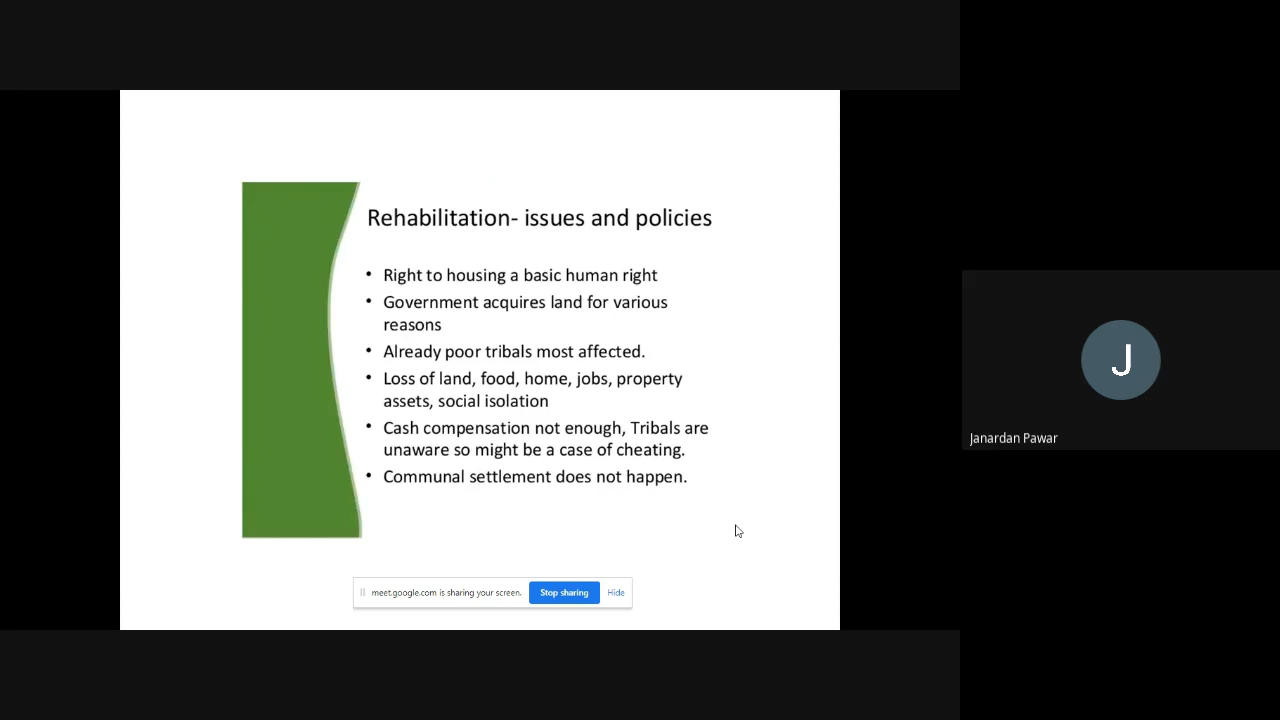 Rehabilitation- issues and policies
• Right to housing a basic human right
• Government acquires land for various
reasons
• Already poor tribals most affected.
• Loss of land, food, home, jobs, property
assets, social isolation
• Cash compensation not enough, Tribals are
unaware so might be a case of cheating.
• Communal settlement does not happen.
meet.google.com is sharing your screen. Stop sharing Hide
J
Janardan Pawar